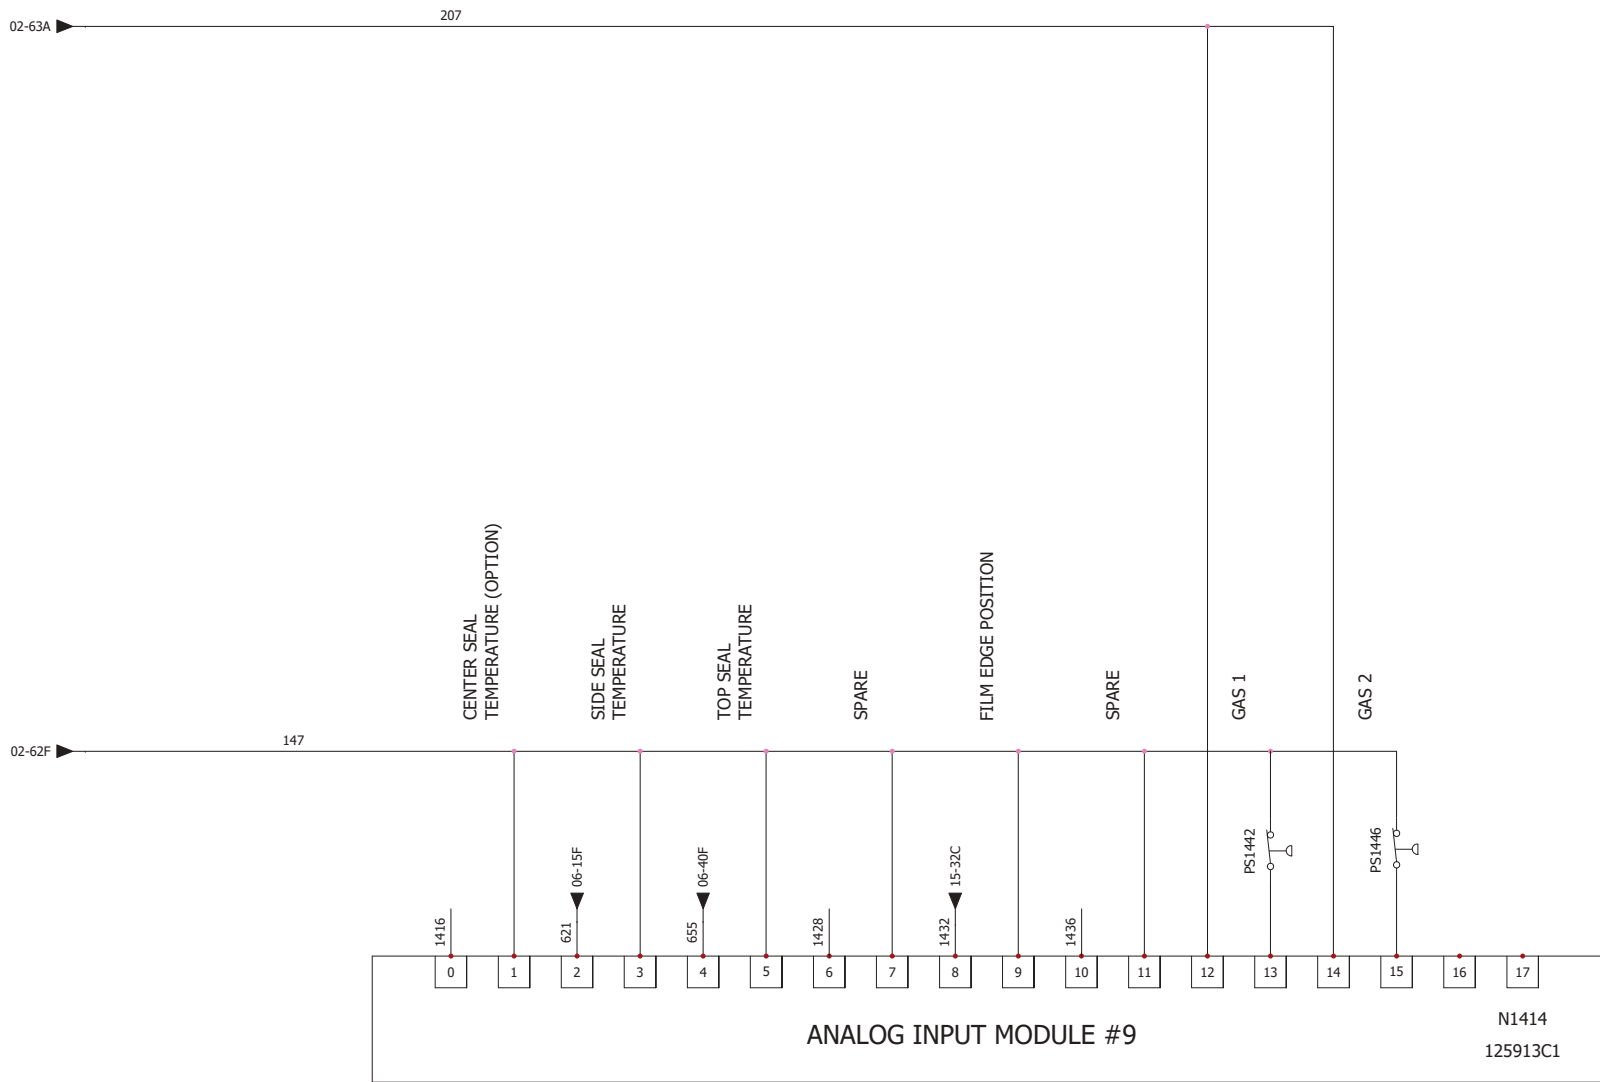 207
02-63A
CENTER SEAL
TEMPERATURE (OPTION)
SIDE SEAL
TEMPERATURE
TOP SEAL
TEMPERATURE
SPARE
FILM EDGE POSITION
SPARE
GAS 1
GAS 2
147
02-62F
PS1442
PS1446
06-15F
06-40F
15-32C
1416
621
655
1428
1432
1436
0 1 2 3 4 5 6 7 8 9 10 11 12 13 14 15 16 17
ANALOG INPUT MODULE #9
N1414
125913C1